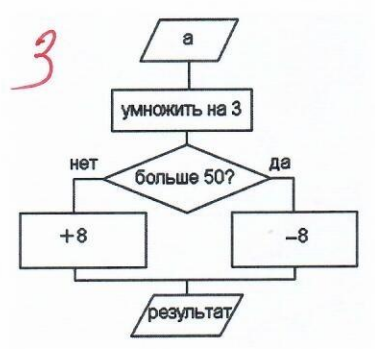 3
а
умножить на 3
нет
больше 50?
да
+8
−8
результат